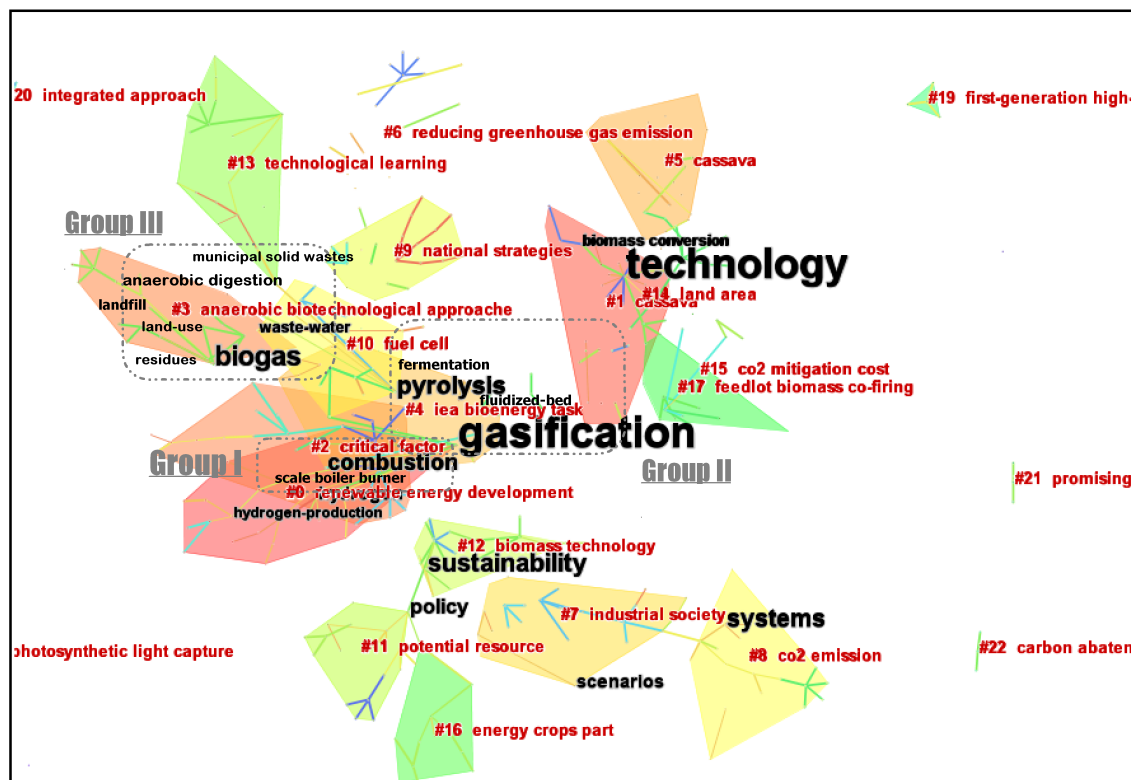 20 integrated approach
#19 first-generation high-
#6 reducing greenhouse gas emission
#13 technological learning
#5 cassava
Group III
biomass conversion
#9 national strategies
municipal solid wastes
technology
anaerobic digestion
#14 land area
landfill
#3 anaerobic biotechnological approache
#1 cassava
land-use
waste-water
#10 fuel cell
biogas
residues
fermentation
#15 co2 mitigation cost
pyrolysis
#17 feedlot biomass co-firing
fluidized-bed
#4 iea bioenergy task
gasification
#2 critical factor
Group I
combustion
Group II
scale boiler burner
#21 promising
#0 renewable energy development
hydrogen-production
#12 biomass technology
sustainability
policy
#7 industrial society
systems
#11 potential resource
photosynthetic light capture
#8 co2 emission
#22 carbon abaten
scenarios
#16 energy crops part